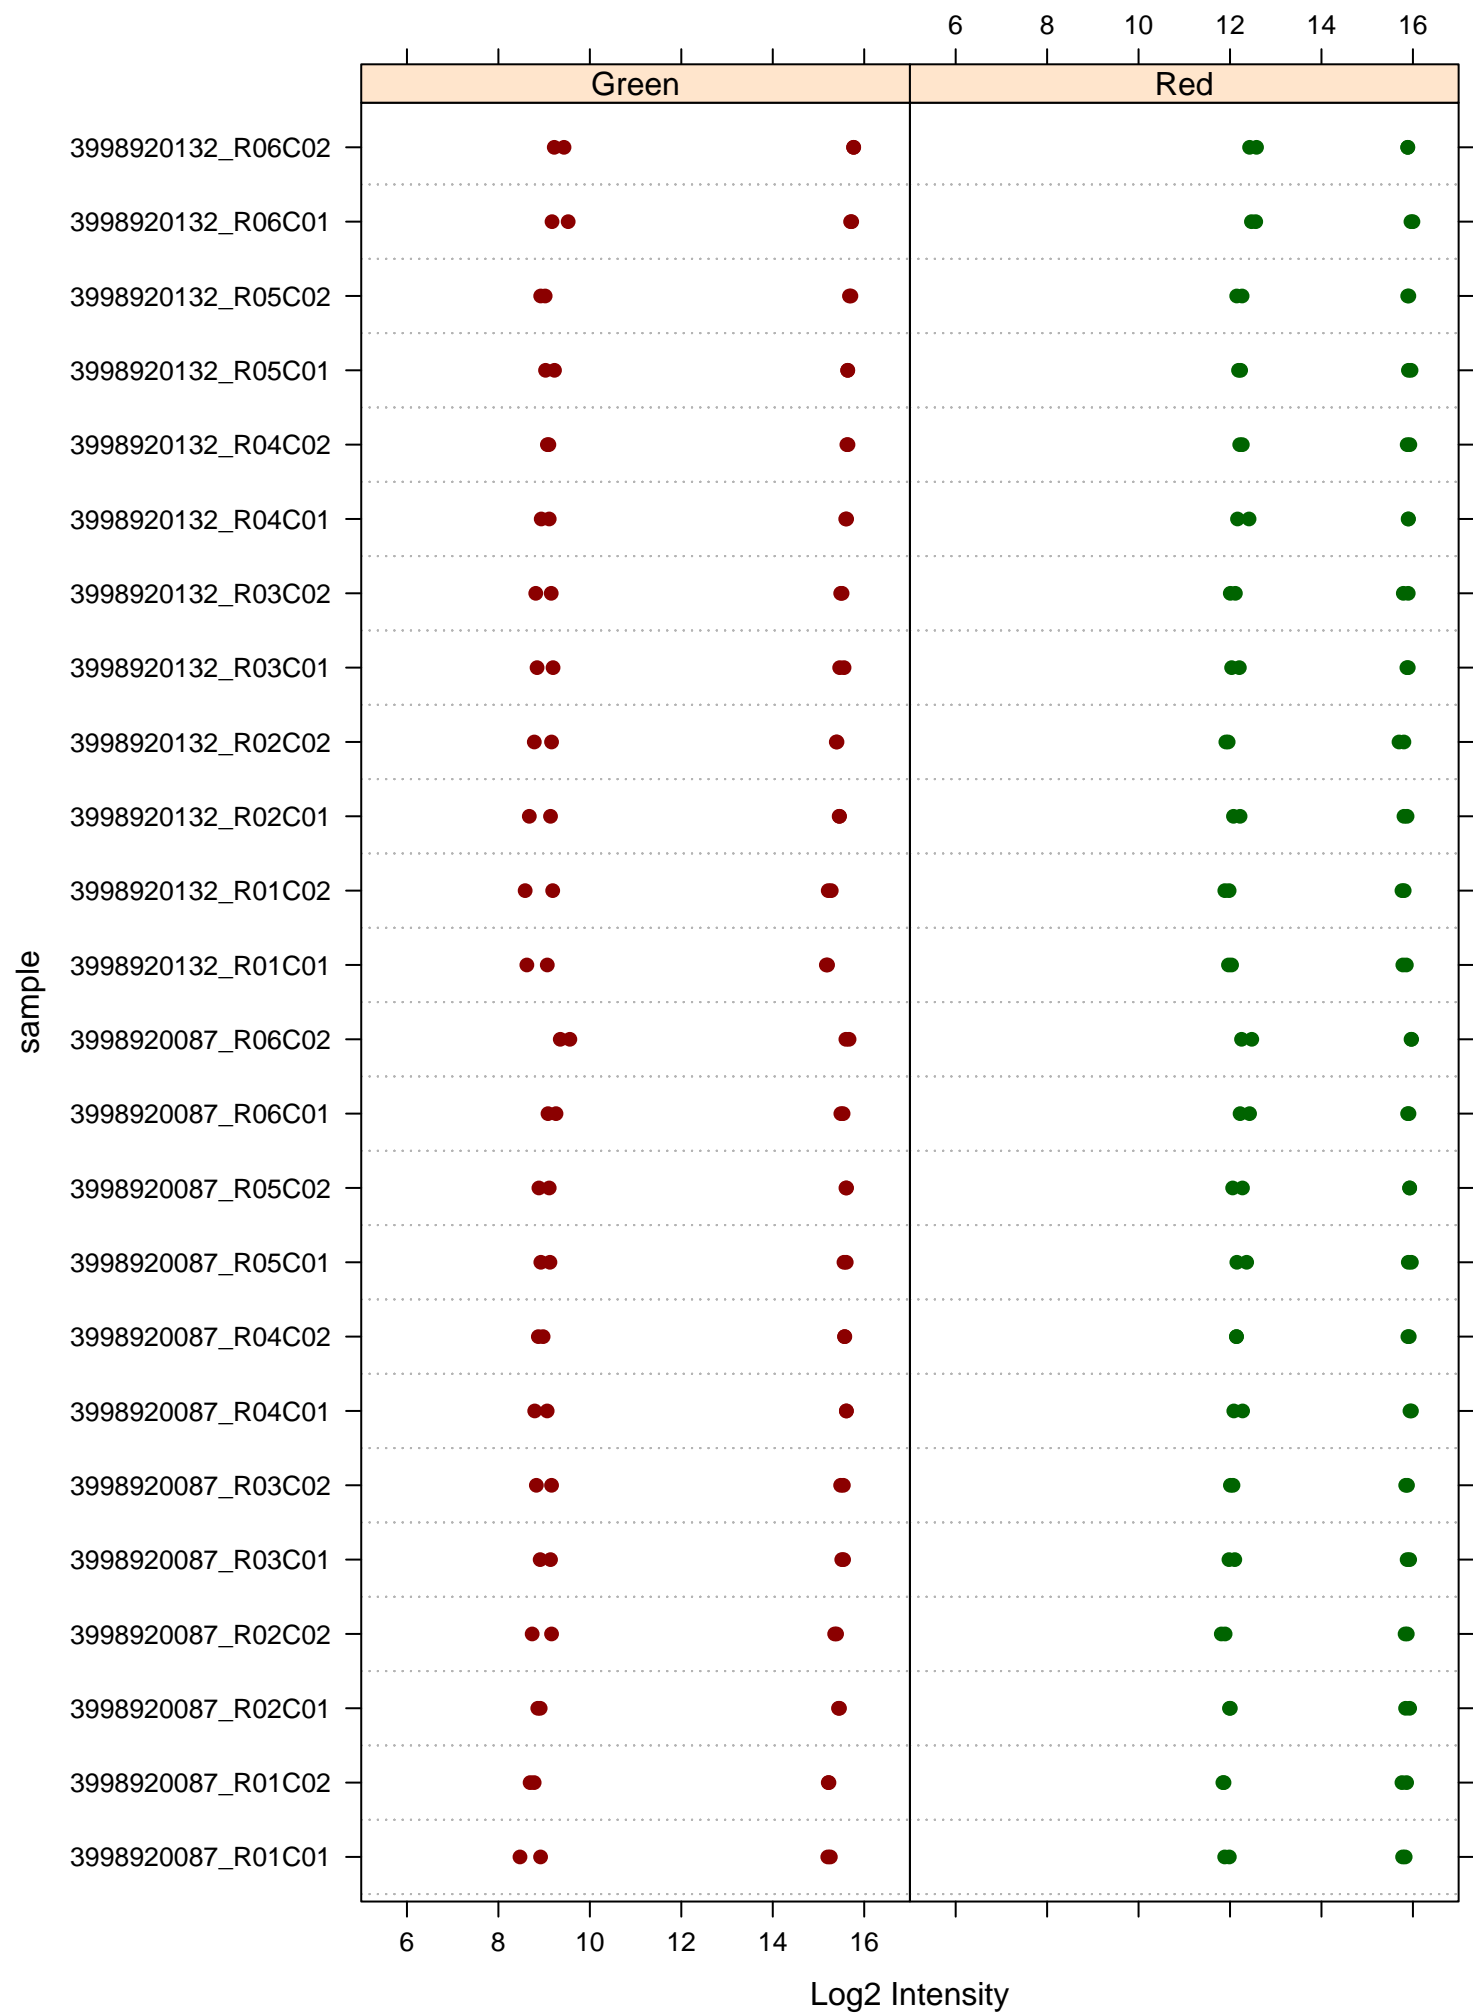 6 8 10 12 14 16
Green Red
3998920132_R06C02
3998920132_R06C01
3998920132_R05C02
3998920132_R05C01
3998920132_R04C02
3998920132_R04C01
3998920132_R03C02
3998920132_R03C01
3998920132_R02C02
3998920132_R02C01
3998920132_R01C02
3998920132_R01C01
3998920087_R06C02
3998920087_R06C01
3998920087_R05C02
3998920087_R05C01
3998920087_R04C02
3998920087_R04C01
3998920087_R03C02
3998920087_R03C01
3998920087_R02C02
3998920087_R02C01
3998920087_R01C02
3998920087_R01C01
sample
6 8 10 12 14 16
Log2 Intensity